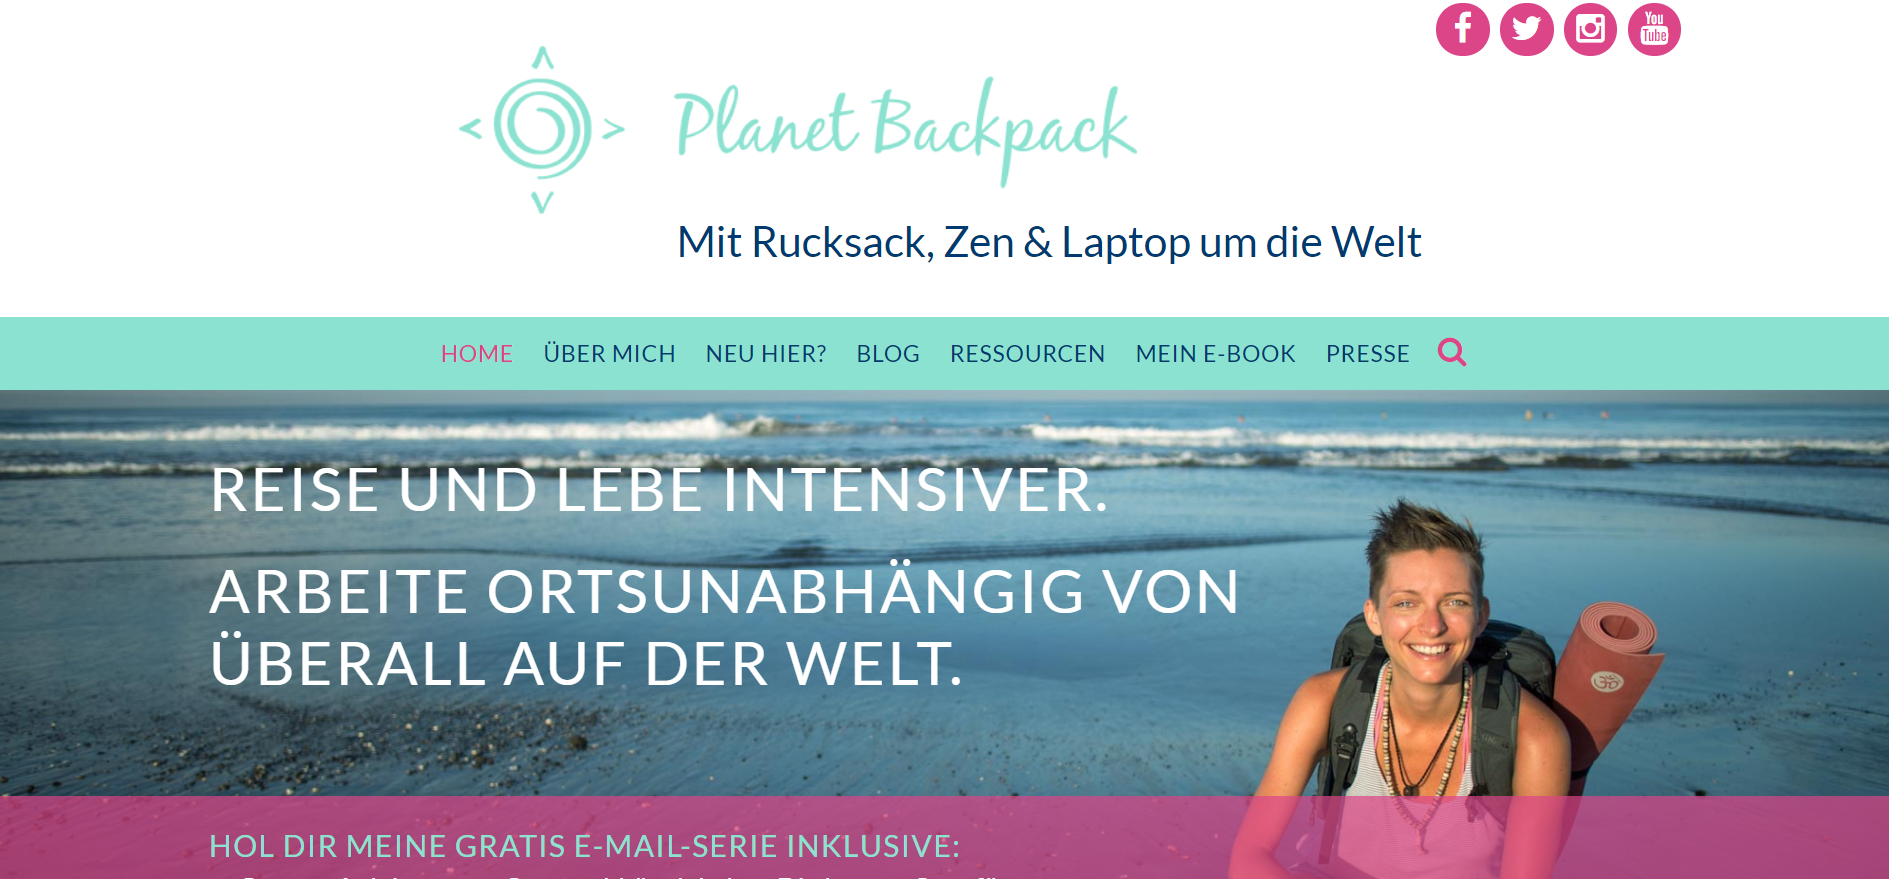 You
Tube
Planet Backpack
Mit Rucksack, Zen & Laptop um die Welt
HOME ÜBER MICH NEU HIER? BLOG RESSOURCEN MEIN E-BOOK PRESSE
REISE UND LEBE INTENSIVER.
ARBEITE ORTSUNABHÄNGIG VON
ÜBERALL AUF DER WELT.
HOL DIR MEINE GRATIS E-MAIL-SERIE INKLUSIVE: